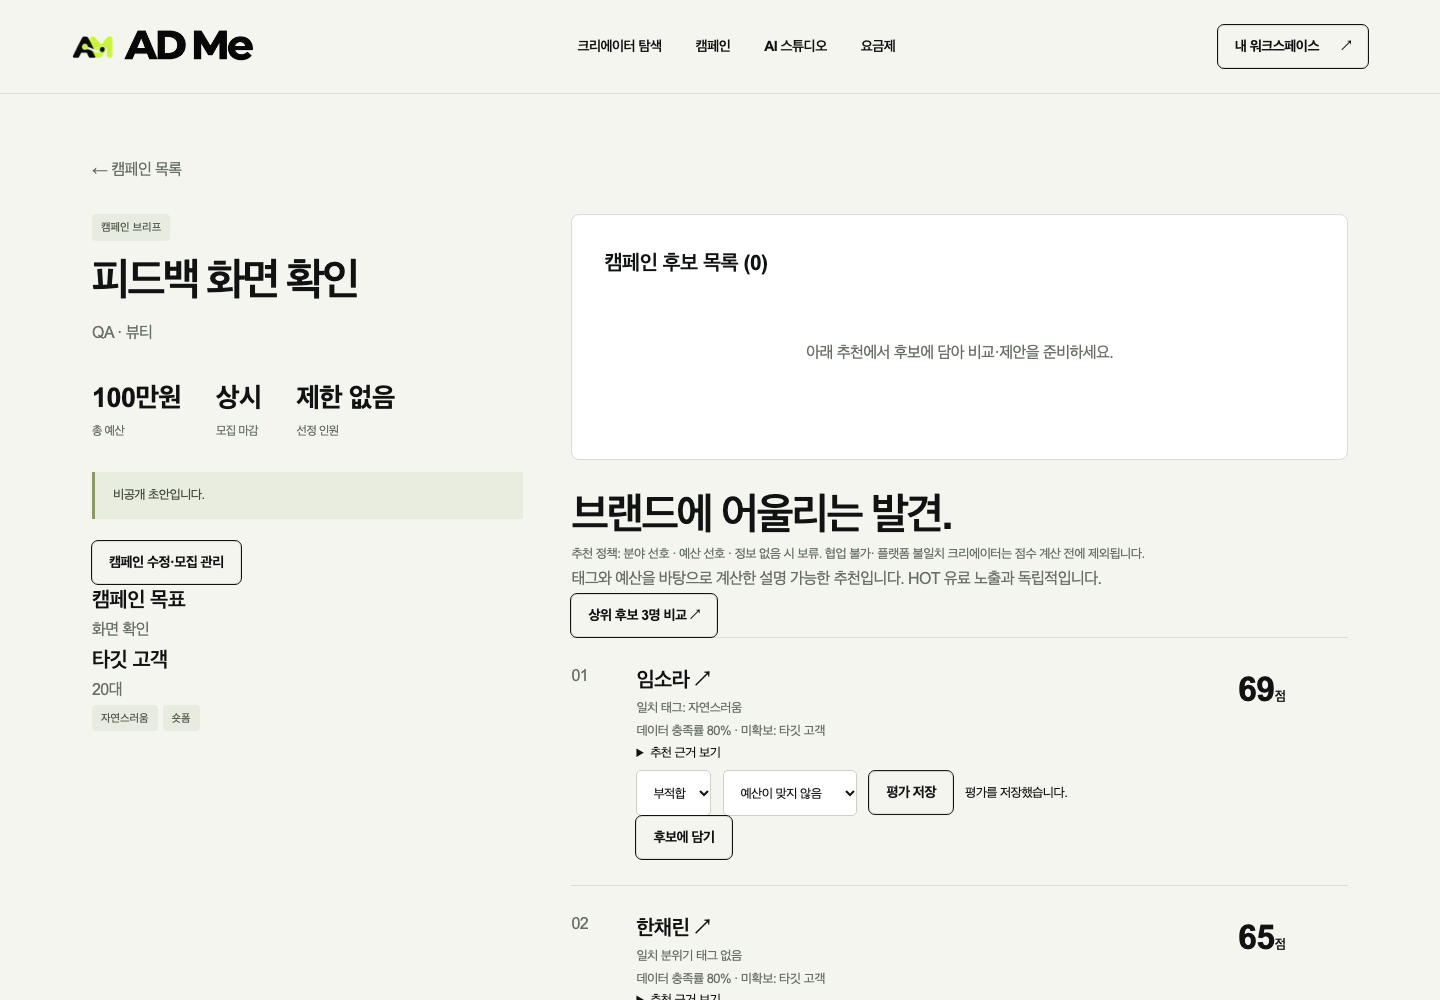 AD Me
크리에이터 탐색
캠페인
AI 스튜디오
요금제
내 워크스페이스 ↗
← 캠페인 목록
캠페인 브리프
피드백 화면 확인
QA · 뷰티
100만원 상시 제한 없음
총 예산 모집 마감 선정 인원
비공개 초안입니다.
캠페인 수정·모집 관리
캠페인 목표
화면 확인
타깃 고객
20대
자연스러움 숏폼
캠페인 후보 목록 (0)
아래 추천에서 후보에 담아 비교·제안을 준비하세요.
브랜드에 어울리는 발견.
추천 정책: 분야 선호 · 예산 선호 · 정보 없음 시 보류. 협업 불가· 플랫폼 불일치 크리에이터는 점수 계산 전에 제외됩니다.
태그와 예산을 바탕으로 계산한 설명 가능한 추천입니다. HOT 유료 노출과 독립적입니다.
상위 후보 3명 비교 ↗
01 임소라 ↗ 69점
일치 태그: 자연스러움
데이터 충족률 80% · 미확보: 타깃 고객
▶ 추천 근거 보기
부적합 예산이 맞지 않음 평가 저장 평가를 저장했습니다.
후보에 담기
02 한채린 ↗ 65점
일치 분위기 태그 없음
데이터 충족률 80% · 미확보: 타깃 고객
▶ 추천 근거 보기